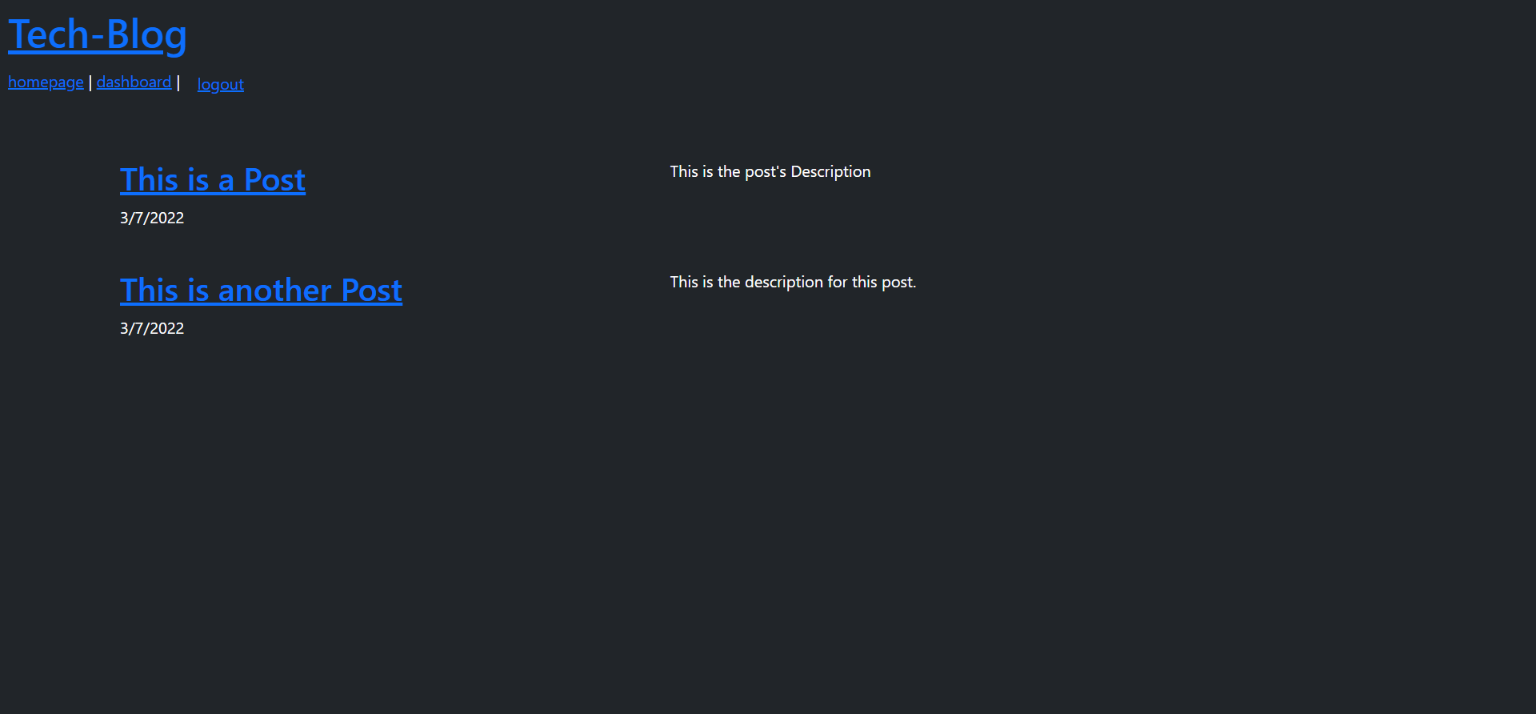 Tech-Blog
homepage | dashboard | logout
This is a Post
This is the post's Description
3/7/2022
This is another Post
This is the description for this post.
3/7/2022